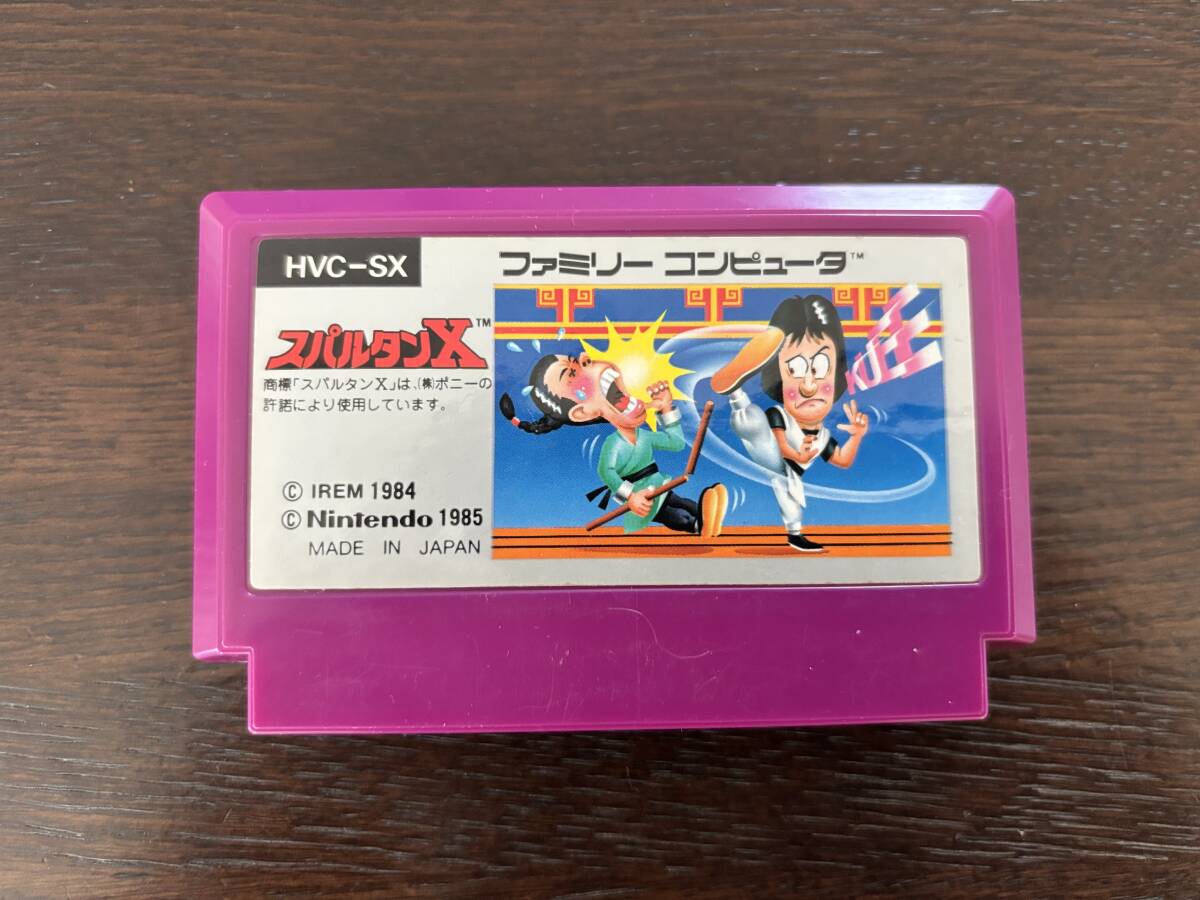 HVC-SX
ファミリー コンピュータ™
スパルタンX™
商標「スパルタンX」は、(株)ポニーの
許諾により使用しています。
© IREM 1984
© Nintendo 1985
MADE IN JAPAN